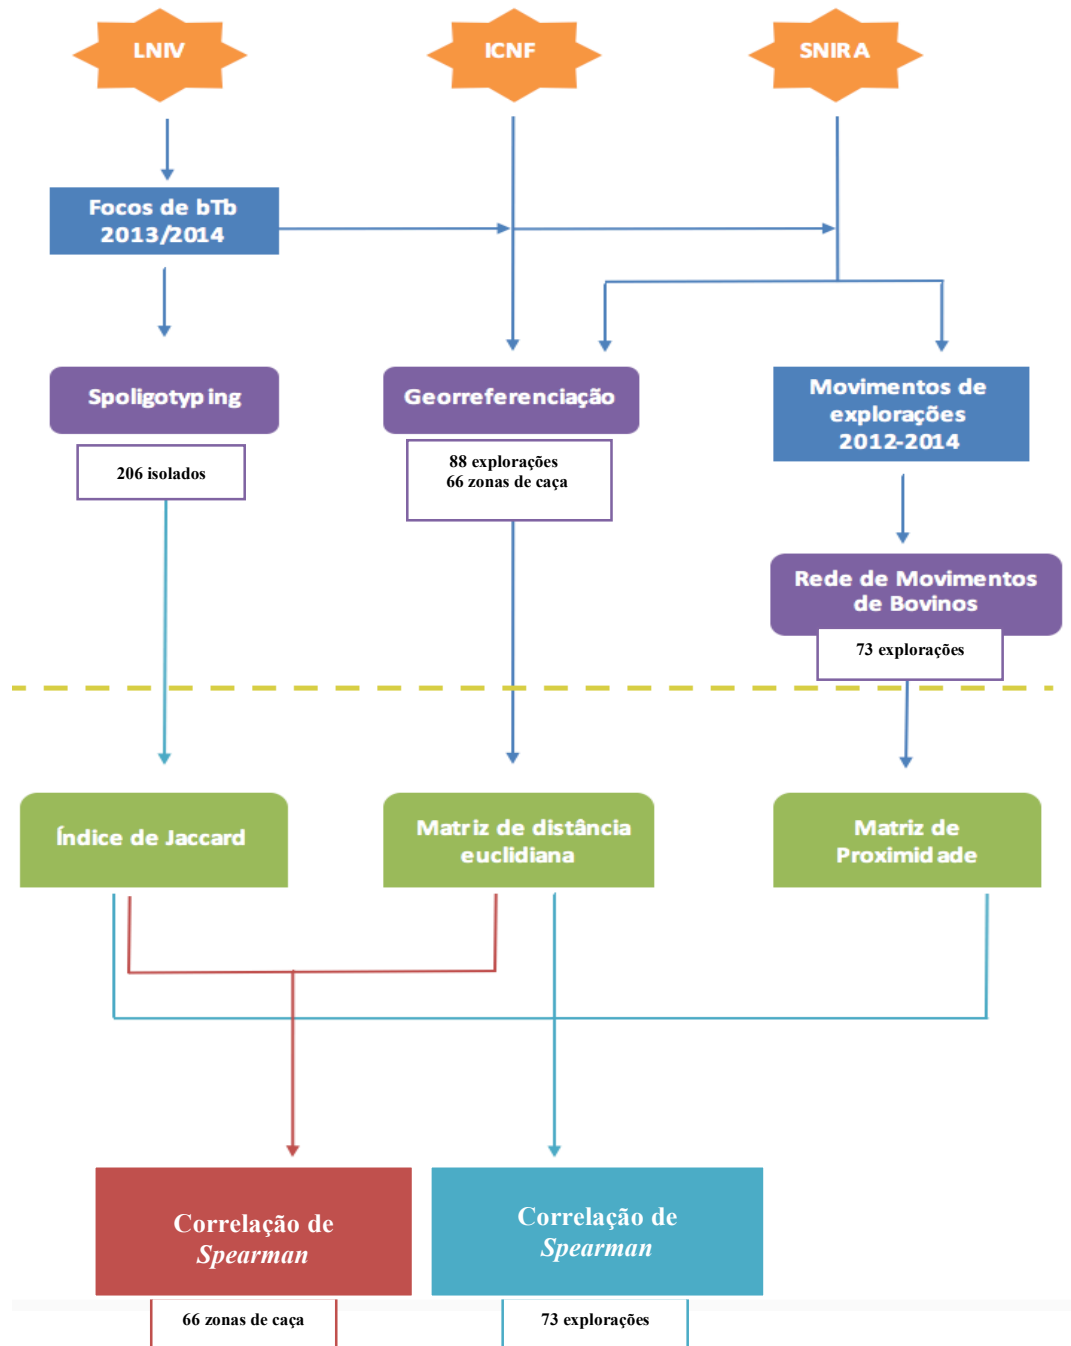 LNIV
ICNF
SNIRA
Focos de bTb
2013/2014
Spoligotyping
206 isolados
Georreferenciação
88 explorações
66 zonas de caça
Movimentos de
explorações
2012-2014
Rede de Movimentos
de Bovinos
73 explorações
Índice de Jaccard
Matriz de distância
euclidiana
Matriz de
Proximidade
Correlação de
Spearman
66 zonas de caça
Correlação de
Spearman
73 explorações